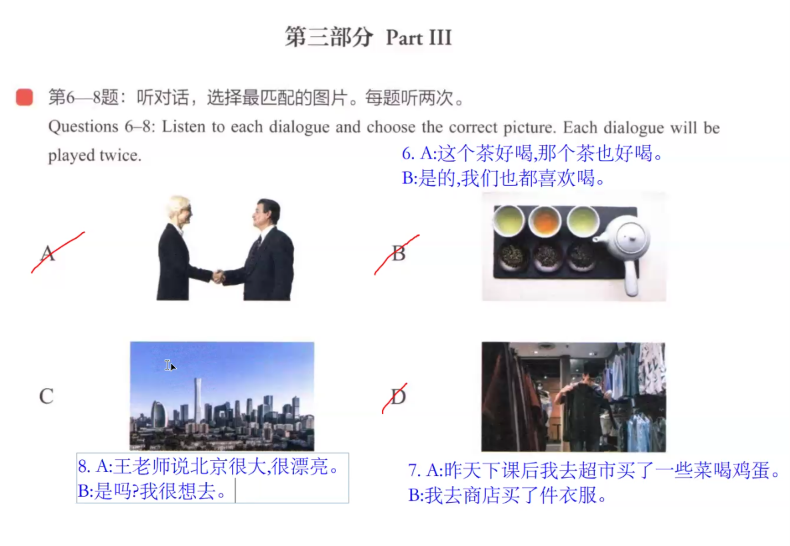 第三部分 Part III
第6—8题：听对话，选择最匹配的图片。每题听两次。
Questions 6–8: Listen to each dialogue and choose the correct picture. Each dialogue will be
played twice.
6. A:这个茶好喝,那个茶也好喝。
B:是的,我们也都喜欢喝。
A
B
C
D
8. A:王老师说北京很大,很漂亮。
B:是吗?我很想去。
7. A:昨天下课后我去超市买了一些菜喝鸡蛋。
B:我去商店买了件衣服。